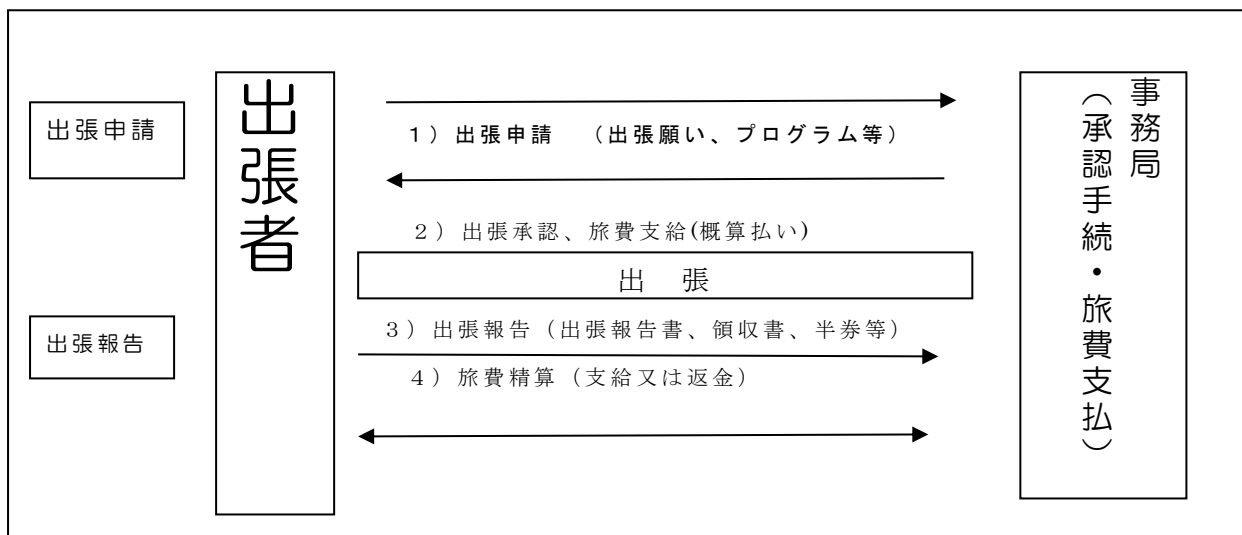 出張申請
出張者
1）出張申請　（出張願い、プログラム等）
2）出張承認、旅費支給(概算払い)
出　張
出張報告
3）出張報告（出張報告書、領収書、半券等）
4）旅費精算（支給又は返金）
事務局
（承認手続・旅費支払）